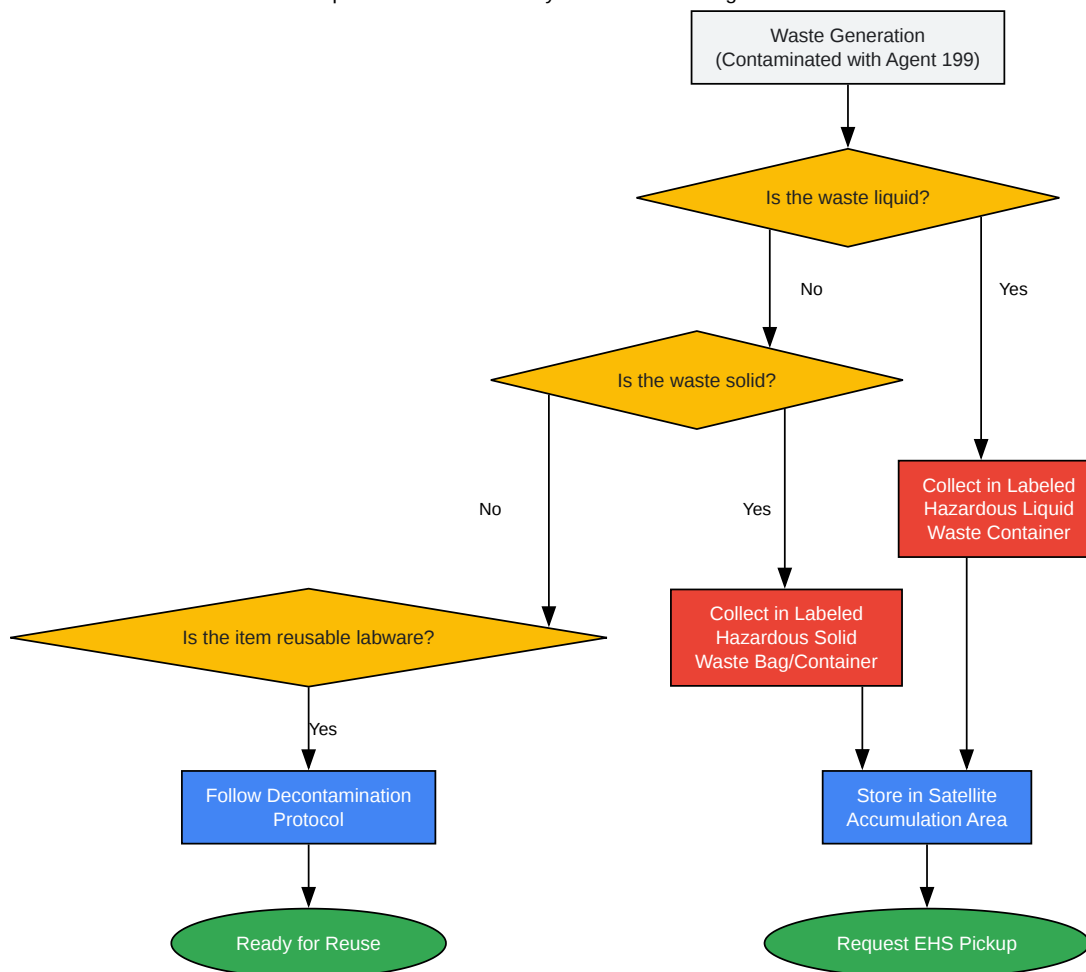 Waste Generation
(Contaminated with Agent 199)
Is the waste liquid?
No
Yes
Is the waste solid?
No
Yes
Collect in Labeled
Hazardous Liquid
Waste Container
Collect in Labeled
Hazardous Solid
Waste Bag/Container
Is the item reusable labware?
Yes
Follow Decontamination
Protocol
Store in Satellite
Accumulation Area
Ready for Reuse
Request EHS Pickup